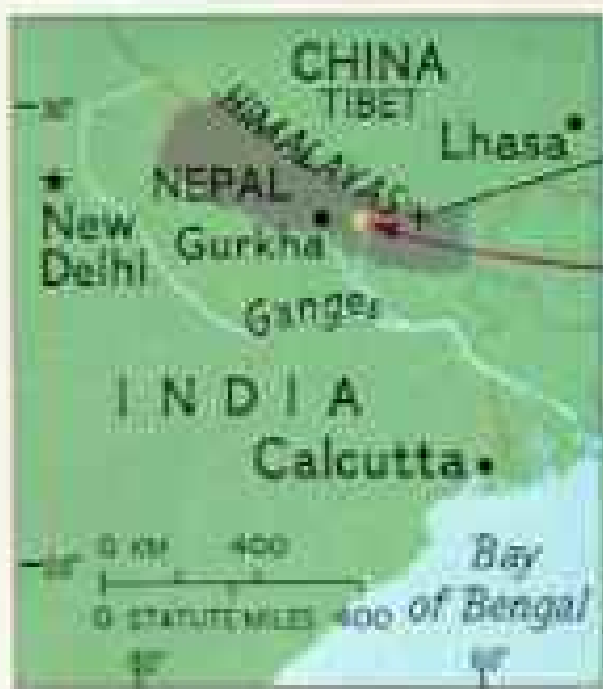 CHINA
TIBET
HIMALAYAS
Lhasa
30°
NEPAL
New
Delhi
Gurkha
Ganges
INDIA
Calcutta
0 KM 400
0 STATUTE MILES 400
Bay
of Bengal